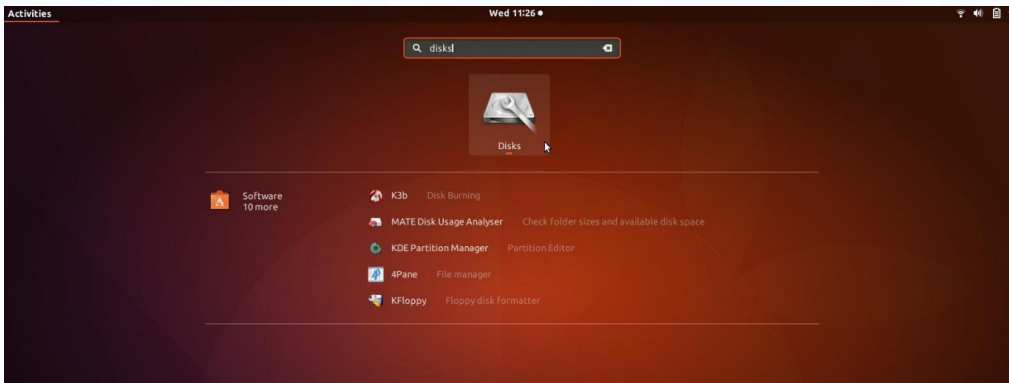 Activities Wed 11:26
disks
Disks
Software
10 more
K3b Disk Burning
MATE Disk Usage Analyser Check folder sizes and available disk space
KDE Partition Manager Partition Editor
4Pane File manager
KFloppy Floppy disk formatter